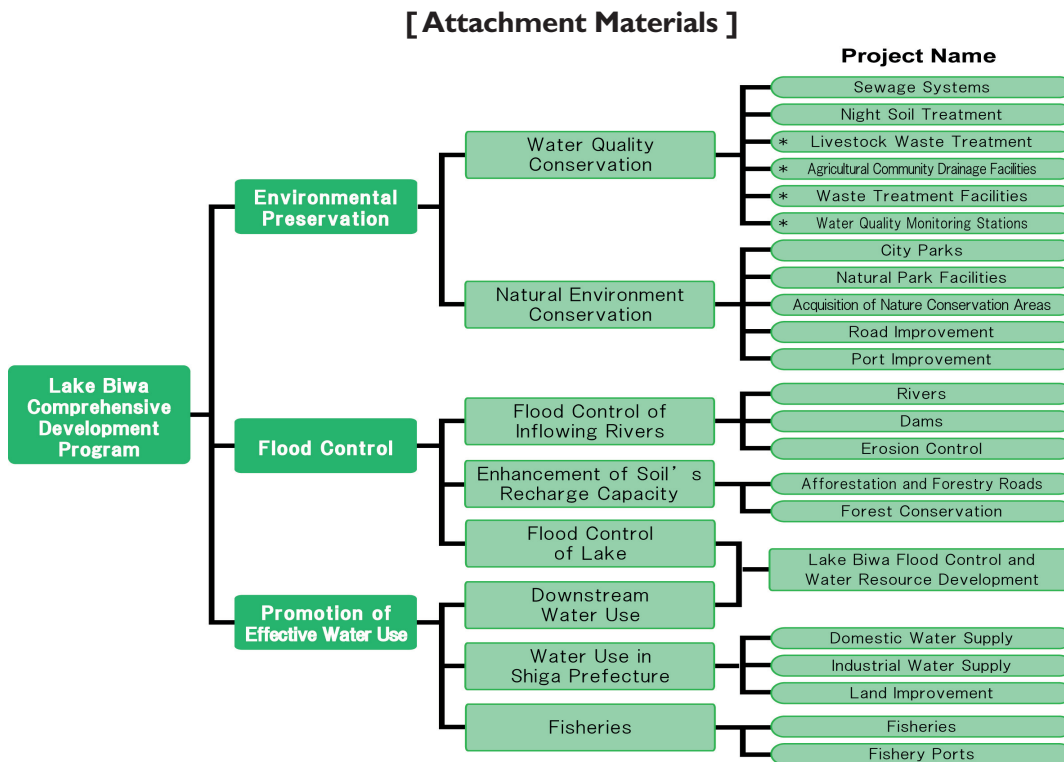 [ Attachment Materials ]
Project Name
Lake Biwa
Comprehensive
Development
Program
Environmental
Preservation
Water Quality
Conservation
Sewage Systems
Night Soil Treatment
* Livestock Waste Treatment
* Agricultural Community Drainage Facilities
* Waste Treatment Facilities
* Water Quality Monitoring Stations
Natural Environment
Conservation
City Parks
Natural Park Facilities
Acquisition of Nature Conservation Areas
Road Improvement
Port Improvement
Flood Control
Flood Control of
Inflowing Rivers
Rivers
Dams
Erosion Control
Enhancement of Soil’s
Recharge Capacity
Afforestation and Forestry Roads
Forest Conservation
Flood Control
of Lake
Lake Biwa Flood Control and
Water Resource Development
Promotion of
Effective Water Use
Downstream
Water Use
Water Use in
Shiga Prefecture
Domestic Water Supply
Industrial Water Supply
Land Improvement
Fisheries
Fisheries
Fishery Ports